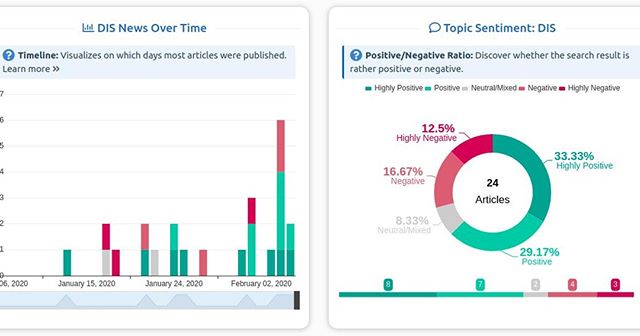 DIS News Over Time
Timeline: Visualizes on which days most articles were published.
Learn more »
7
6
5
4
3
2
1
0
06, 2020
January 15, 2020
January 24, 2020
February 02, 2020
Topic Sentiment: DIS
Positive/Negative Ratio: Discover whether the search result is
rather positive or negative.
Highly Positive Positive Neutral/Mixed Negative Highly Negative
12.5%
Highly Negative
33.33%
Highly Positive
16.67%
Negative
24
Articles
8.33%
Neutral/Mixed
29.17%
Positive
8 7 2 4 3